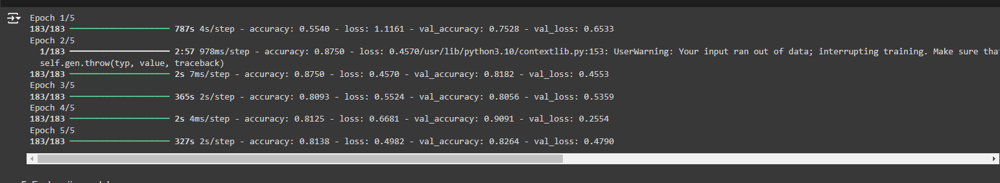 Epoch 1/5
183/183 ━━━━━━━━━━━━━━━━━━━━ 787s 4s/step - accuracy: 0.5540 - loss: 1.1161 - val_accuracy: 0.7528 - val_loss: 0.6533
Epoch 2/5
1/183 ━━━━━━━━━━━━━━━━━━━━ 2:57 978ms/step - accuracy: 0.8750 - loss: 0.4570/usr/lib/python3.10/contextlib.py:153: UserWarning: Your input ran out of data; interrupting training. Make sure
self.gen.throw(typ, value, traceback)
183/183 ━━━━━━━━━━━━━━━━━━━━ 2s 7ms/step - accuracy: 0.8750 - loss: 0.4570 - val_accuracy: 0.8182 - val_loss: 0.4553
Epoch 3/5
183/183 ━━━━━━━━━━━━━━━━━━━━ 365s 2s/step - accuracy: 0.8093 - loss: 0.5524 - val_accuracy: 0.8056 - val_loss: 0.5359
Epoch 4/5
183/183 ━━━━━━━━━━━━━━━━━━━━ 2s 4ms/step - accuracy: 0.8125 - loss: 0.6681 - val_accuracy: 0.9091 - val_loss: 0.2554
Epoch 5/5
183/183 ━━━━━━━━━━━━━━━━━━━━ 327s 2s/step - accuracy: 0.8138 - loss: 0.4982 - val_accuracy: 0.8264 - val_loss: 0.4790